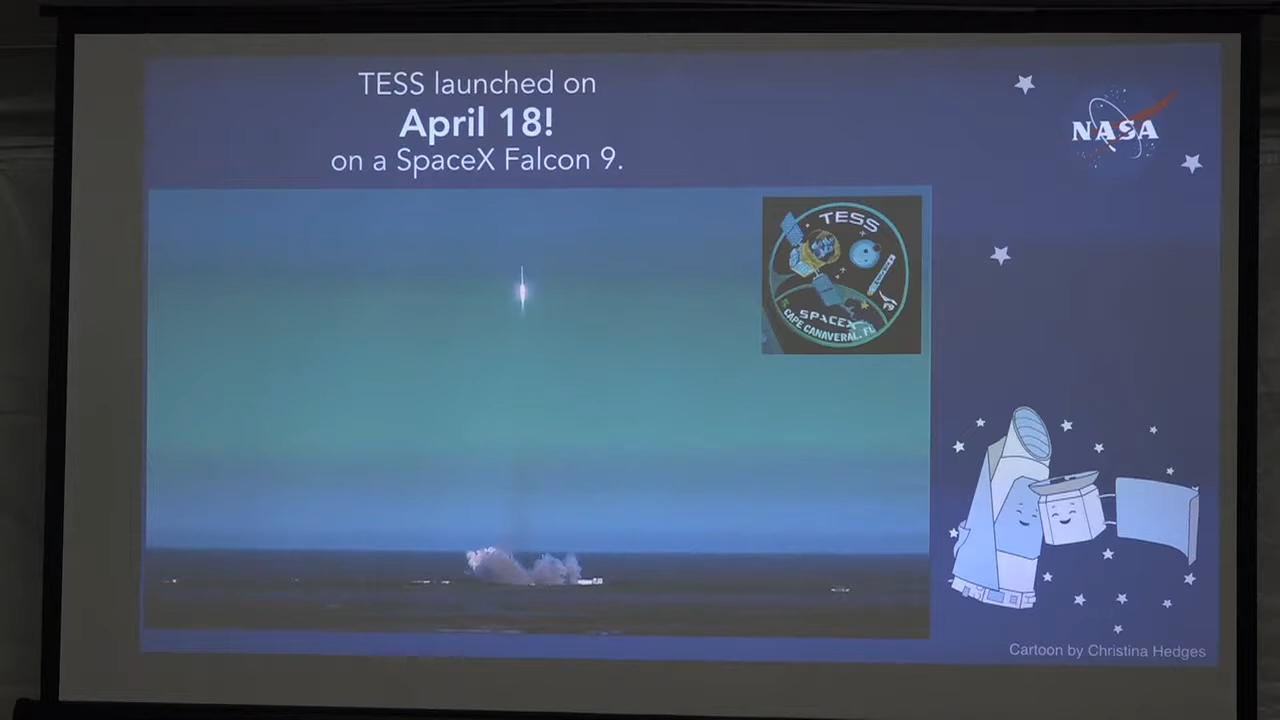 TESS launched on
April 18!
on a SpaceX Falcon 9.
NASA
TESS
SPACEX
CAPE CANAVERAL, FL
Cartoon by Christina Hedges